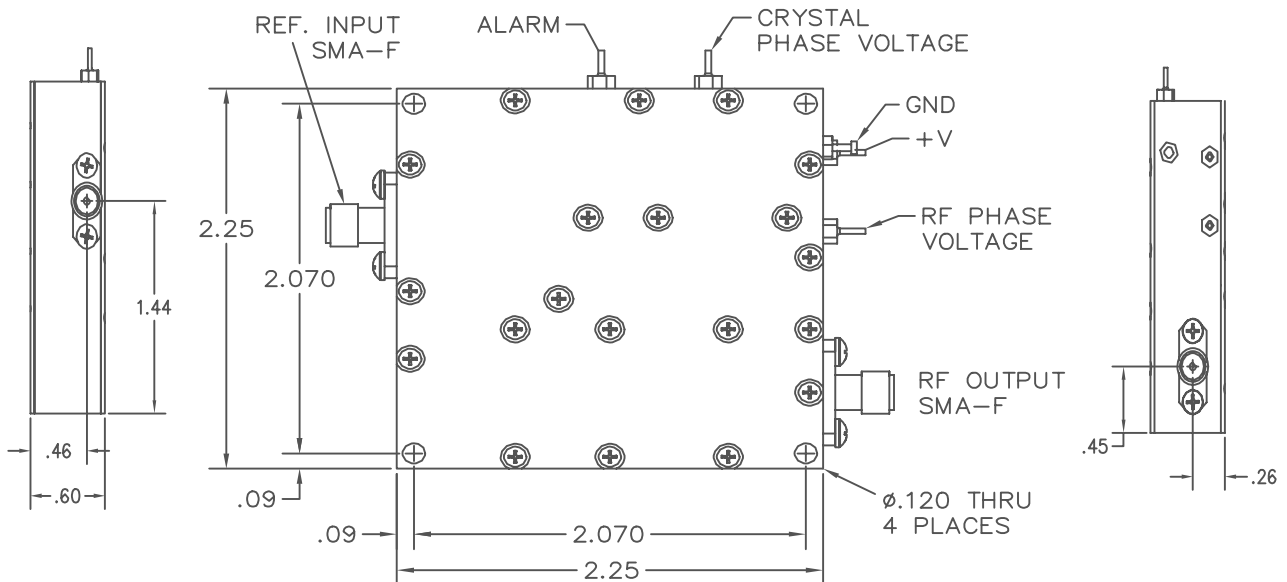 REF. INPUT
SMA-F
ALARM
CRYSTAL
PHASE VOLTAGE
GND
+V
RF PHASE
VOLTAGE
2.25
2.070
1.44
.46
.60
.09
.09
2.070
2.25
RF OUTPUT
SMA-F
ø.120 THRU
4 PLACES
.45
.26